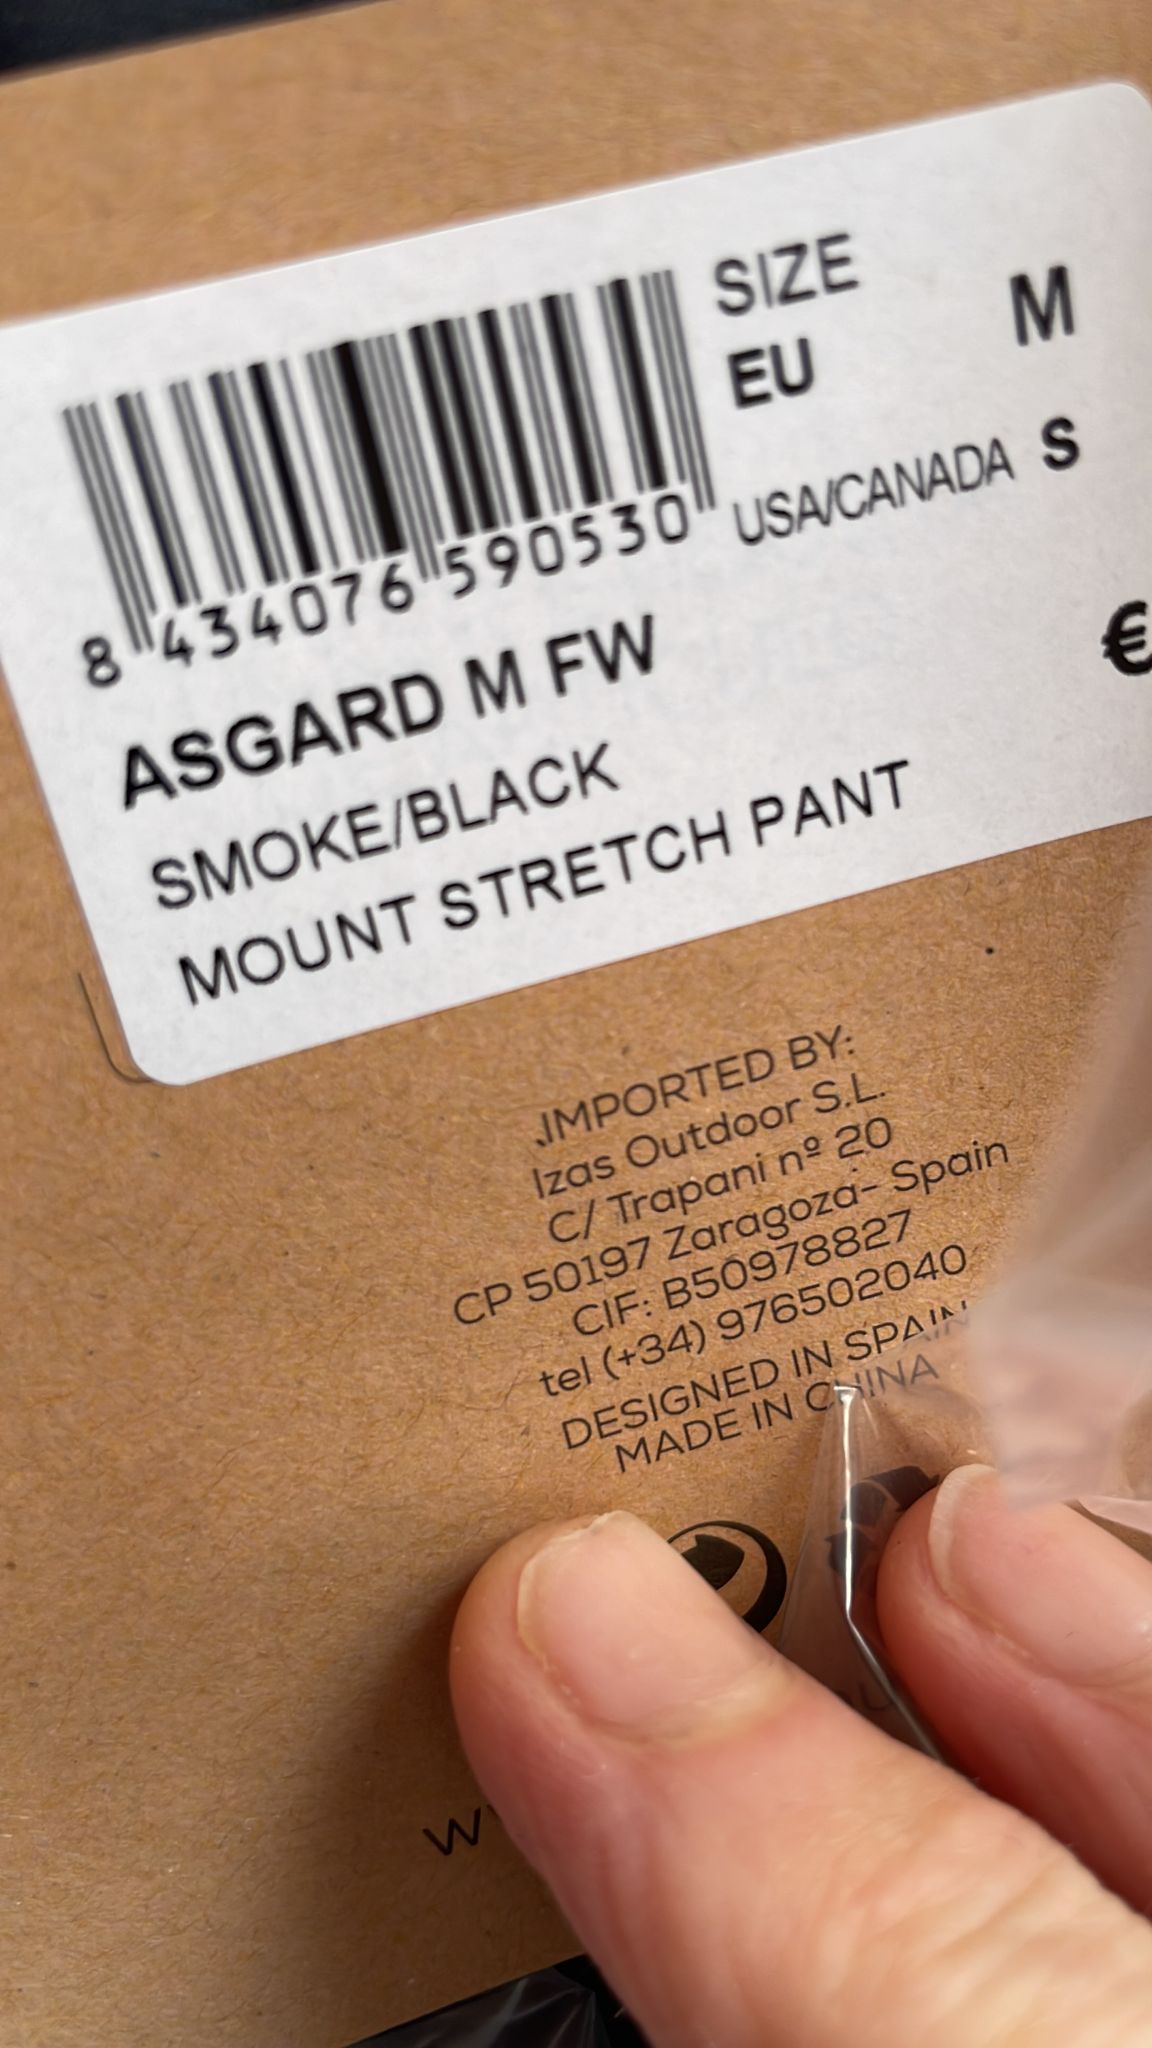 SIZE
EU M
USA/CANADA S
8 434076 590530
€
ASGARD M FW
SMOKE/BLACK
MOUNT STRETCH PANT
IMPORTED BY:
Izas Outdoor S.L.
C/ Trapani nº 20
CP 50197 Zaragoza- Spain
CIF: B50978827
tel (+34) 976502040
DESIGNED IN SPAIN
MADE IN CHINA